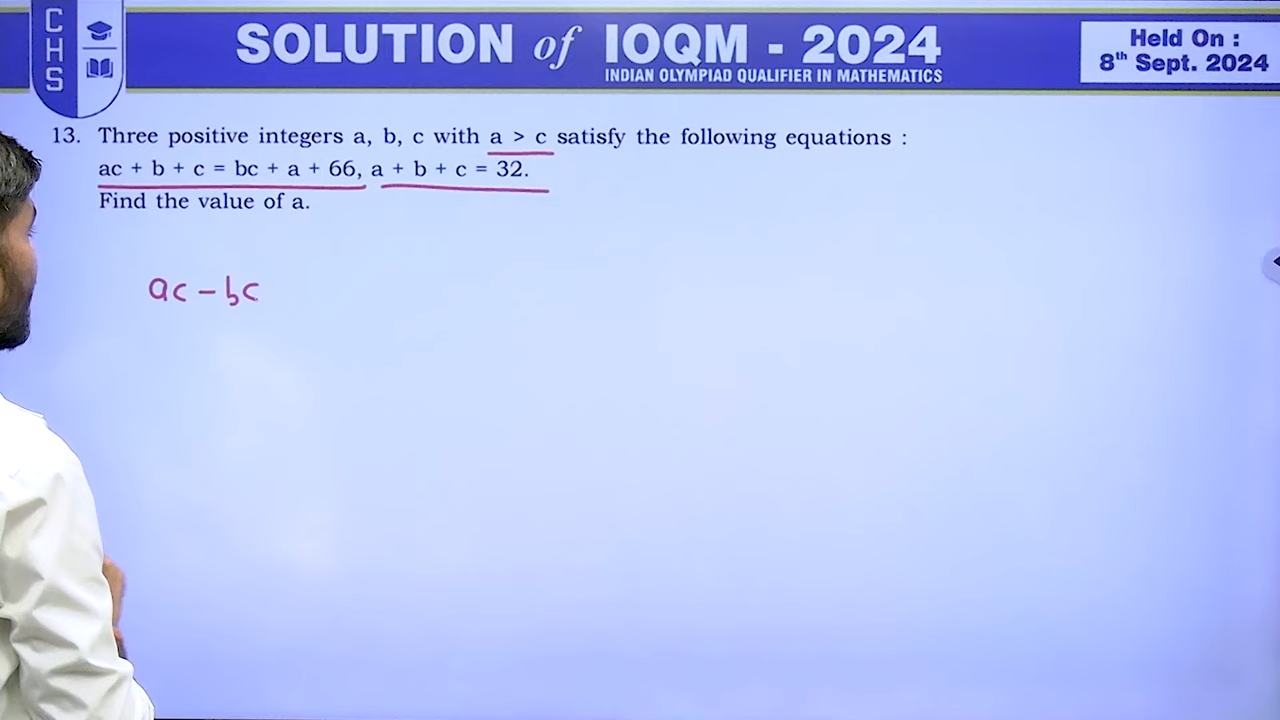 CHS
SOLUTION of IOQM - 2024
INDIAN OLYMPIAD QUALIFIER IN MATHEMATICS
Held On :
8th Sept. 2024
13. Three positive integers a, b, c with a > c satisfy the following equations :
ac + b + c = bc + a + 66, a + b + c = 32.
Find the value of a.
ac - bc